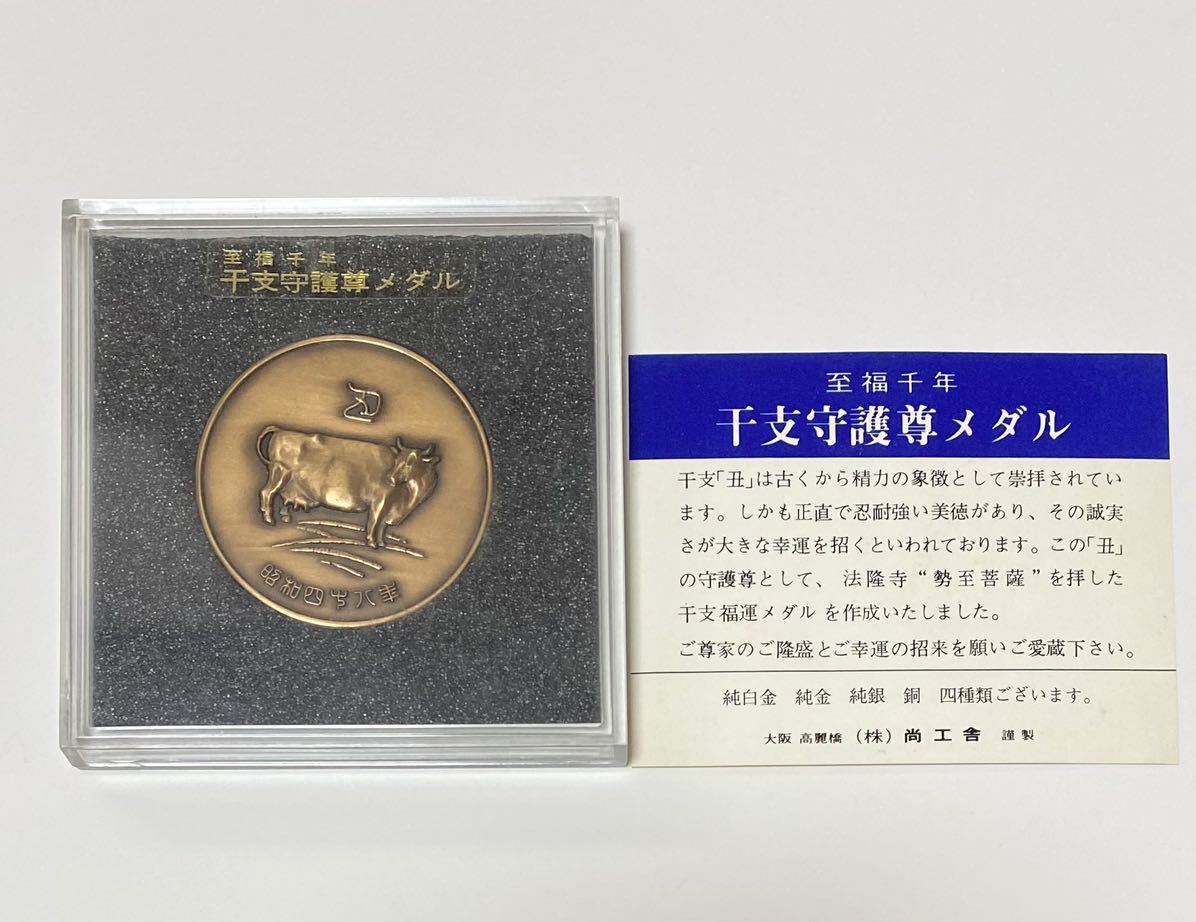 至福千年
干支守護尊メダル
丑
昭和四十八年
至福千年
干支守護尊メダル
干支「丑」は古くから精力の象徴として崇拝されてい
ます。しかも正直で忍耐強い美徳があり、その誠実
さが大きな幸運を招くといわれております。この「丑」
の守護尊として、法隆寺“勢至菩薩”を拝した
干支福運メダルを作成いたしました。
ご尊家のご隆盛とご幸運の招来を願いご愛蔵下さい。
純白金 純金 純銀 銅 四種類ございます。
大阪 高麗橋 (株) 尚工舎 謹製